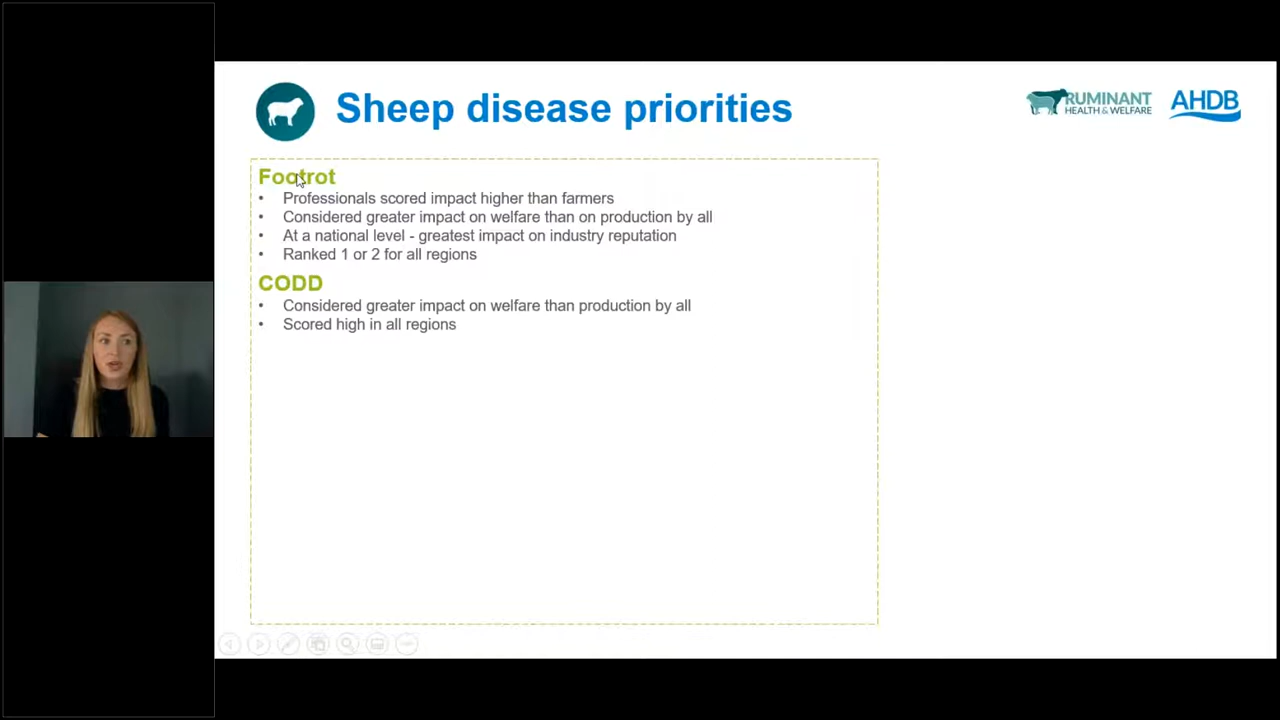 Sheep disease priorities
RUMINANT
HEALTH & WELFARE
AHDB
Footrot
• Professionals scored impact higher than farmers
• Considered greater impact on welfare than on production by all
• At a national level - greatest impact on industry reputation
• Ranked 1 or 2 for all regions
CODD
• Considered greater impact on welfare than production by all
• Scored high in all regions